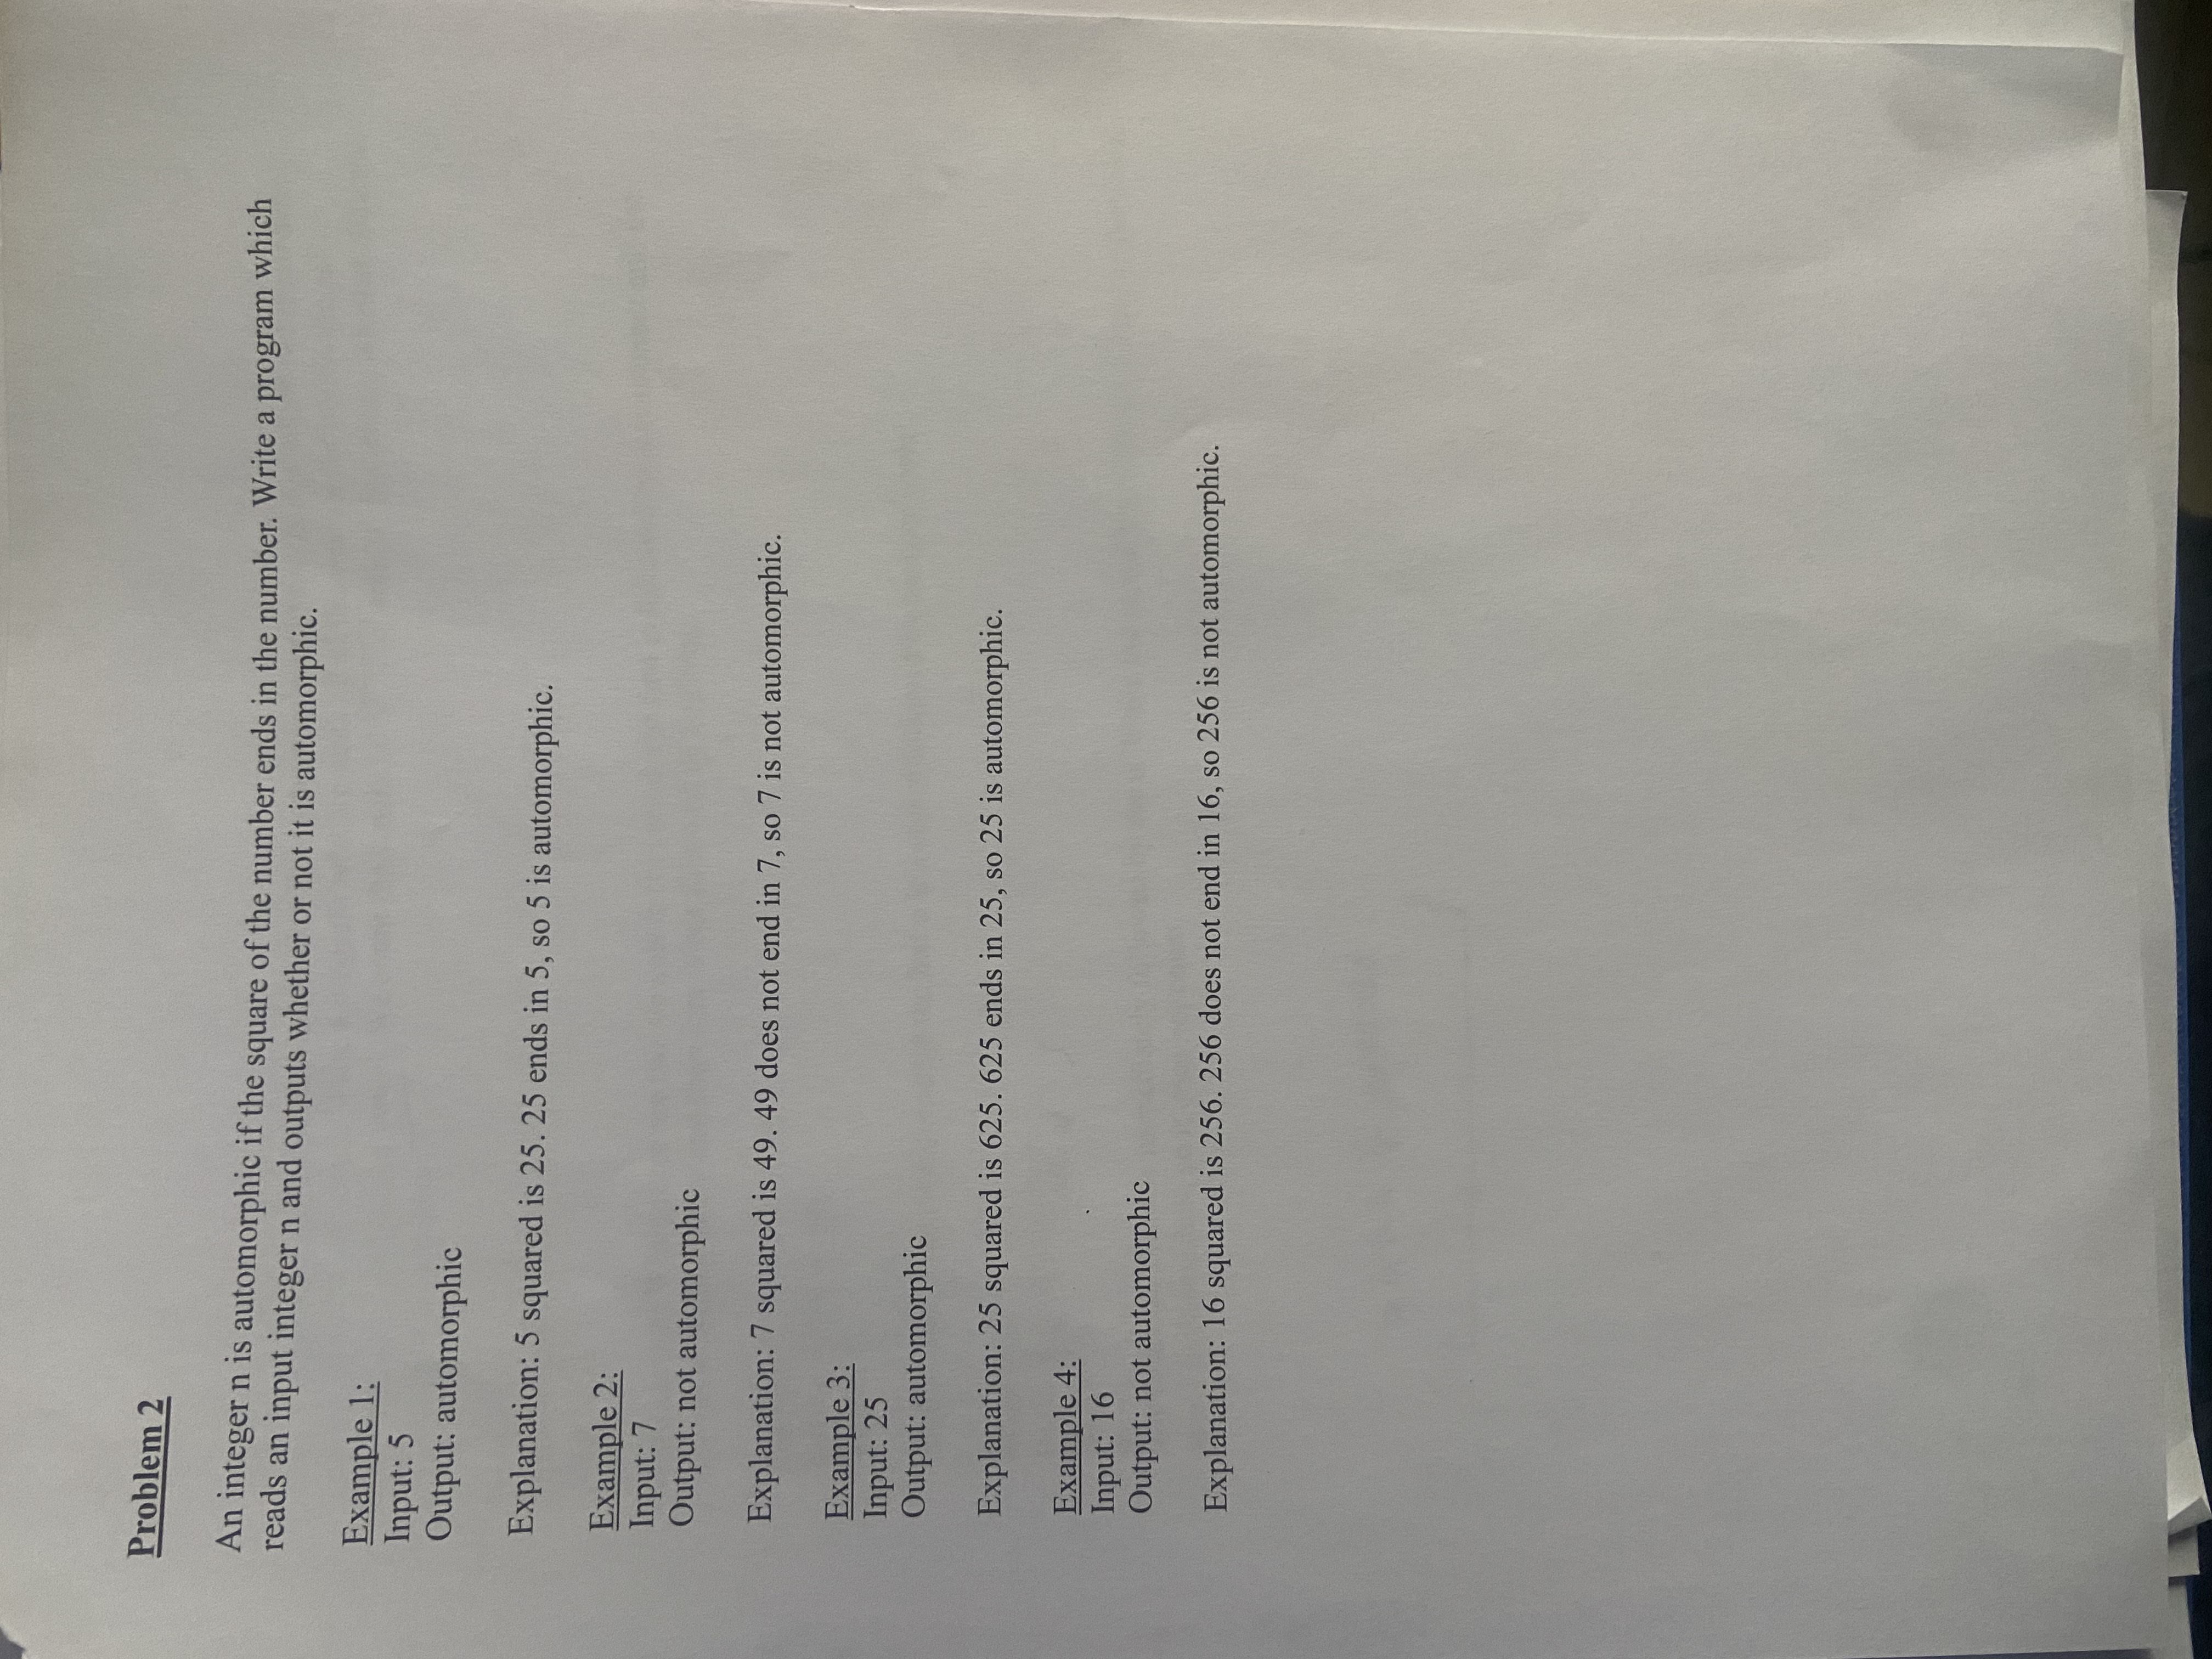 Problem 2
An integer n is automorphic if the square of the number ends in the number. Write a program which
reads an input integer n and outputs whether or not it is automorphic.
Example 1:
Input: 5
Output: automorphic
Explanation: 5 squared is 25. 25 ends in 5, so 5 is automorphic.
Example 2:
Input: 7
Output: not automorphic
Explanation: 7 squared is 49. 49 does not end in 7, so 7 is not automorphic.
Example 3:
Input: 25
Output: automorphic
Explanation: 25 squared is 625. 625 ends in 25, so 25 is automorphic.
Example 4:
Input: 16
Output: not automorphic
Explanation: 16 squared is 256. 256 does not end in 16, so 256 is not automorphic.